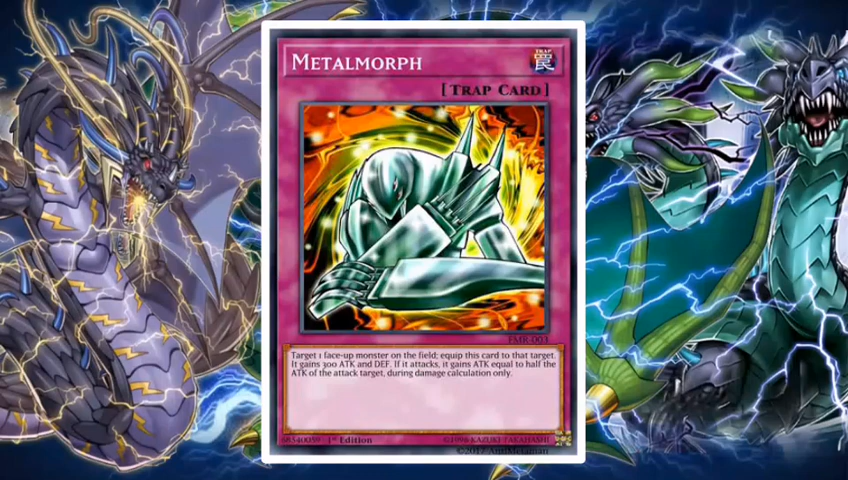 METALMORPH
TRAP
罠
[TRAP CARD]
FMR-003
Target 1 face-up monster on the field; equip this card to that target.
It gains 300 ATK and DEF. If it attacks, it gains ATK equal to half the
ATK of the attack target, during damage calculation only.
68540059 1st Edition ©1996 KAZUKI TAKAHASHI
©2017 AntiMetaman